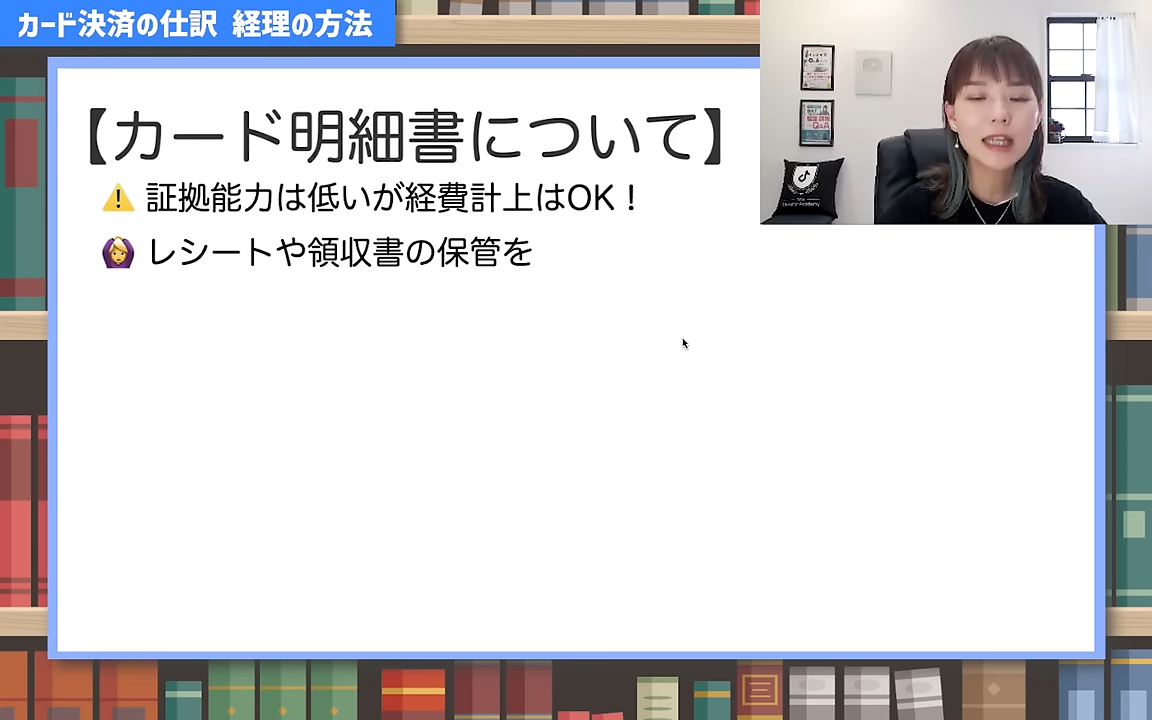 カード決済の仕訳 経理の方法
【カード明細書について】
⚠️ 証拠能力は低いが経費計上はOK！
🙆‍♀️ レシートや領収書の保管を
Q&A